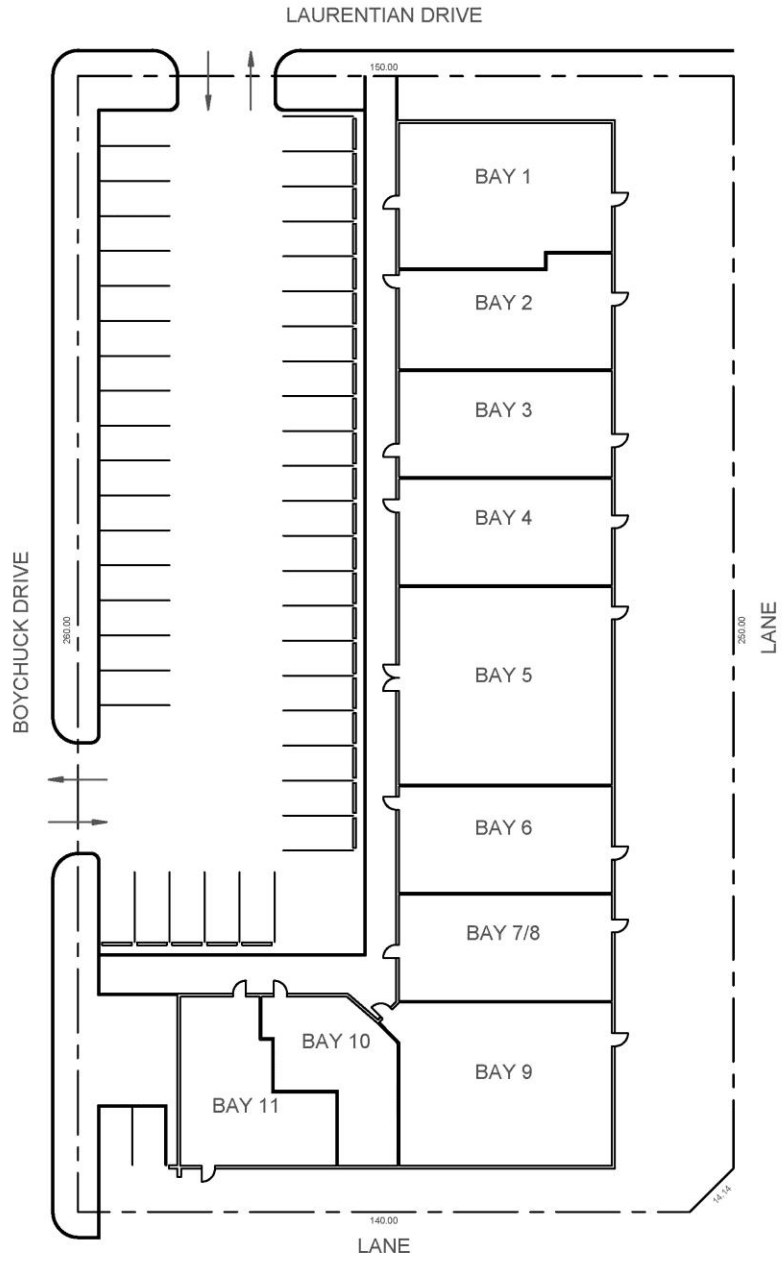 LAURENTIAN DRIVE
150.00
BAY 1
BAY 2
BAY 3
BAY 4
BOYCHUCK DRIVE
260.00
250.00
LANE
BAY 5
BAY 6
BAY 7/8
BAY 10
BAY 9
BAY 11
14.14
140.00
LANE